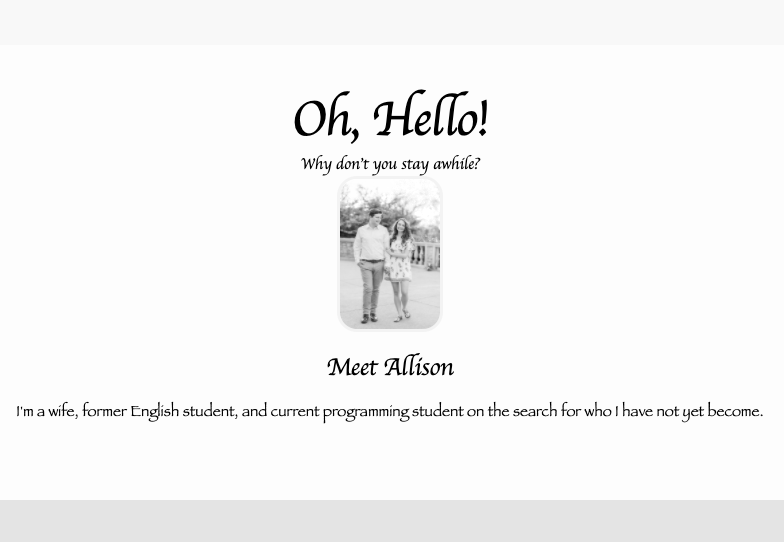 Oh, Hello!
Why don't you stay awhile?
Meet Allison
I'm a wife, former English student, and current programming student on the search for who I have not yet become.